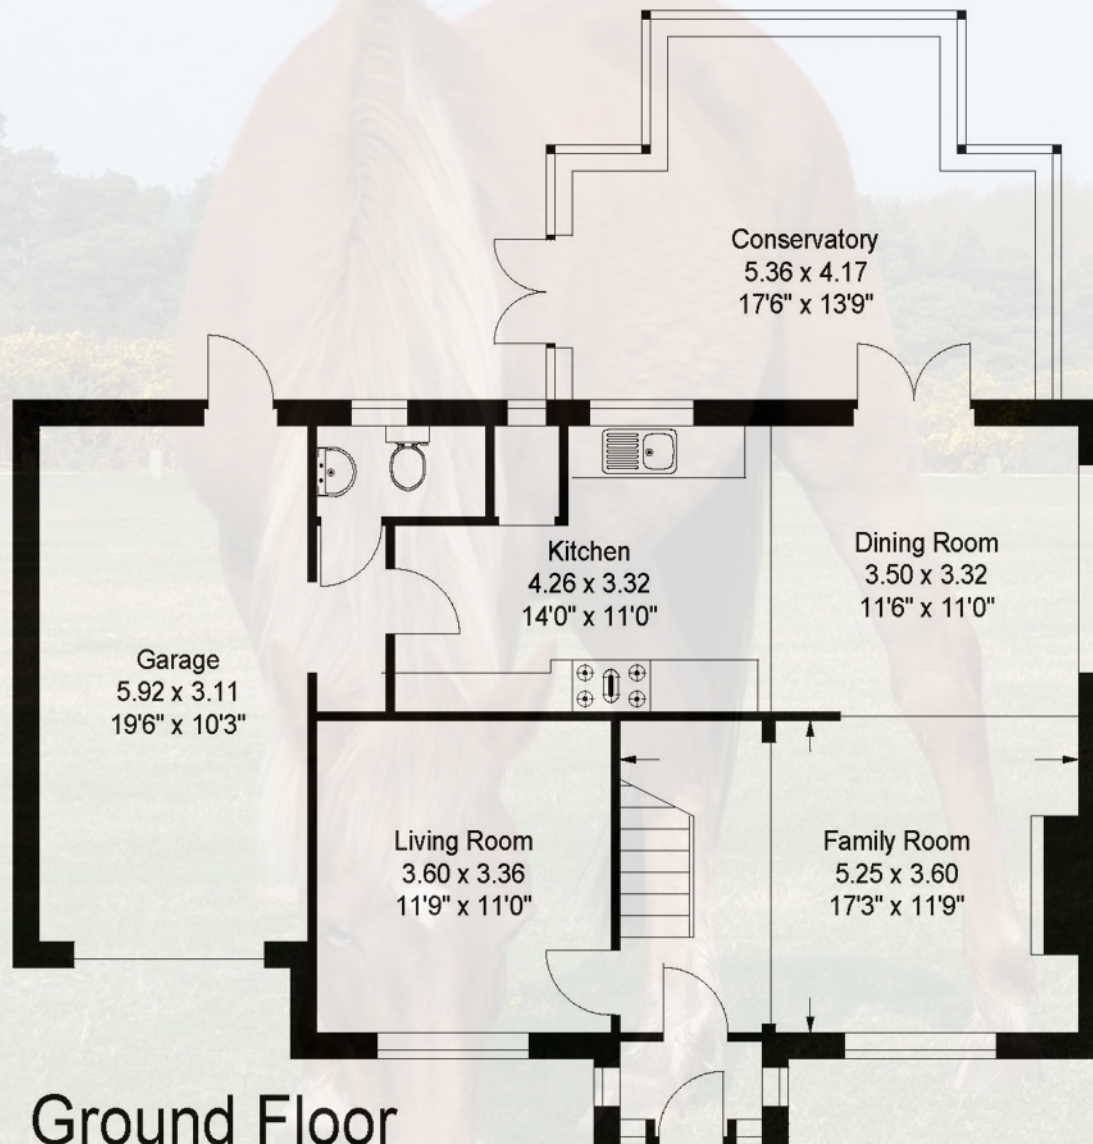 Conservatory
5.36 x 4.17
17'6" x 13'9"
Kitchen
4.26 x 3.32
14'0" x 11'0"
Dining Room
3.50 x 3.32
11'6" x 11'0"
Garage
5.92 x 3.11
19'6" x 10'3"
Living Room
3.60 x 3.36
11'9" x 11'0"
Family Room
5.25 x 3.60
17'3" x 11'9"
Ground Floor